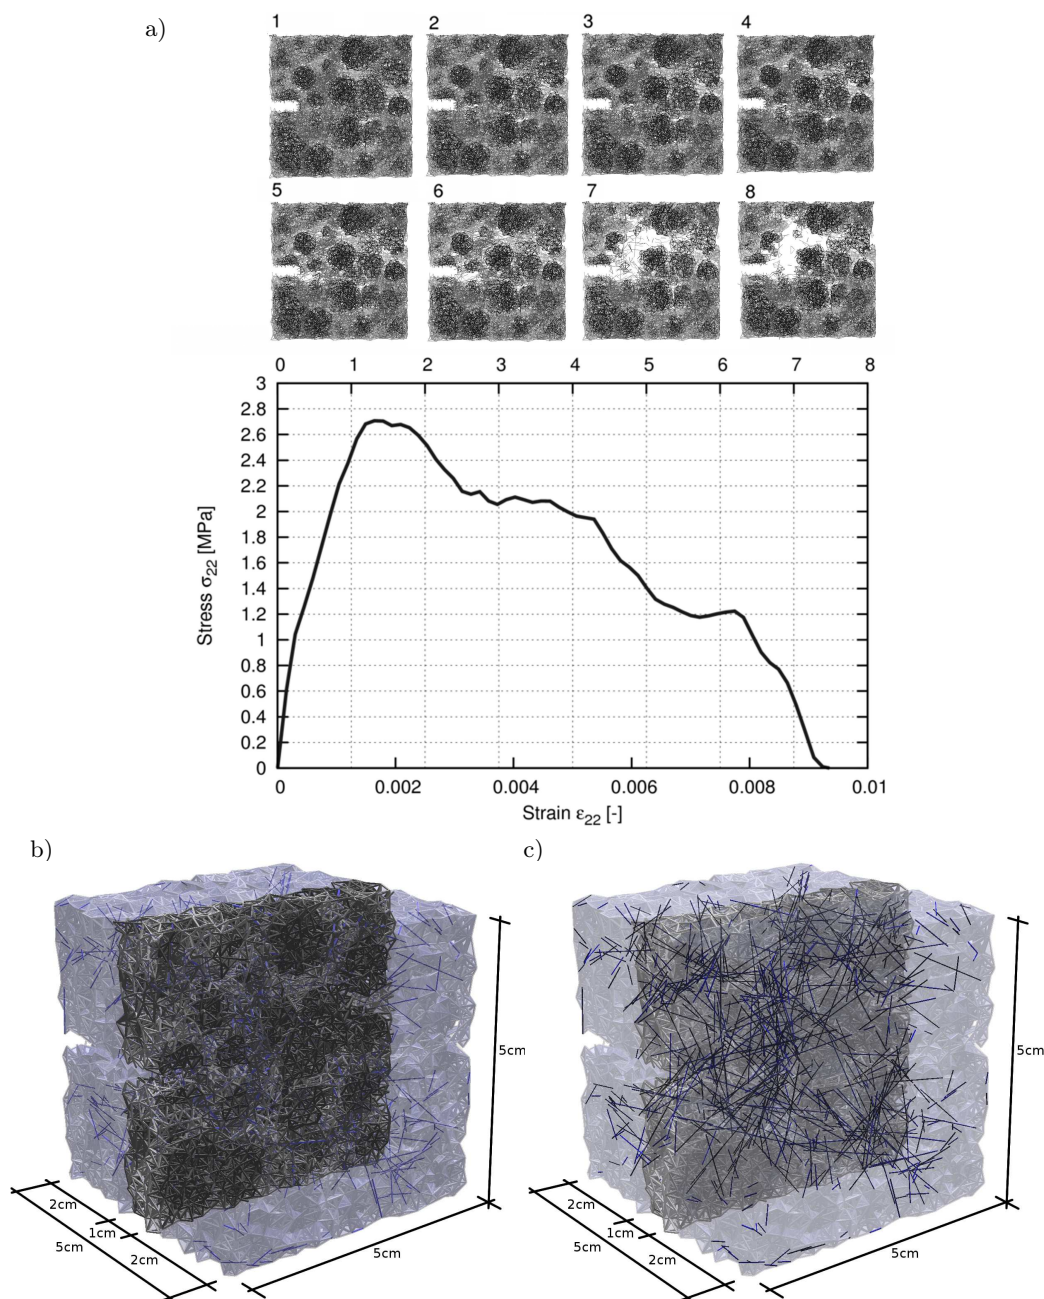 a)
1 2 3 4
5 6 7 8
0 1 2 3 4 5 6 7 8
3
2.8
2.6
2.4
2.2
2
1.8
1.6
1.4
1.2
1
0.8
0.6
0.4
0.2
0
Stress σ22 [MPa]
0 0.002 0.004 0.006 0.008 0.01
Strain ε22 [-]
b)
5cm
2cm
1cm
2cm
5cm
5cm
c)
5cm
2cm
1cm
2cm
5cm
5cm